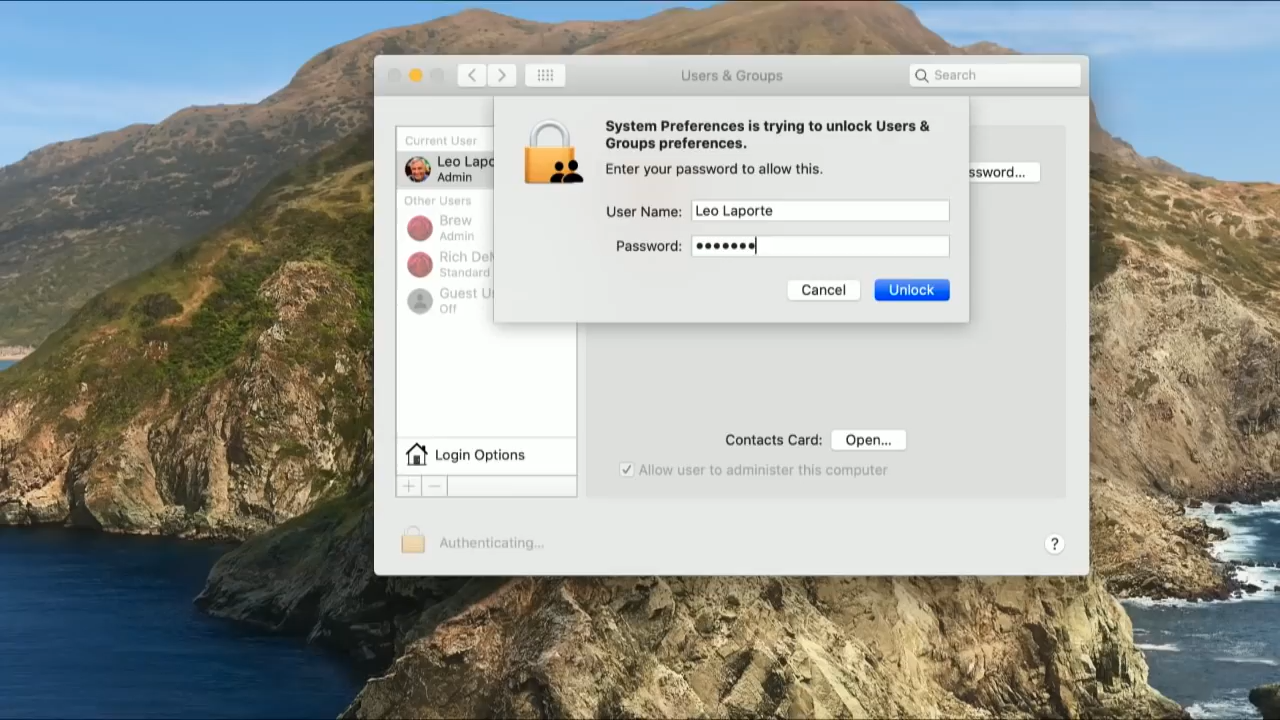 Users & Groups
Search
System Preferences is trying to unlock Users &
Groups preferences.
Enter your password to allow this.
User Name: Leo Laporte
Password: •••••••
Cancel
Unlock
Current User
Leo Lapo
Admin
Other Users
Brew
Admin
Rich De
Standard
Guest U
Off
Login Options
+ −
ssword...
Contacts Card: Open...
Allow user to administer this computer
Authenticating...
?